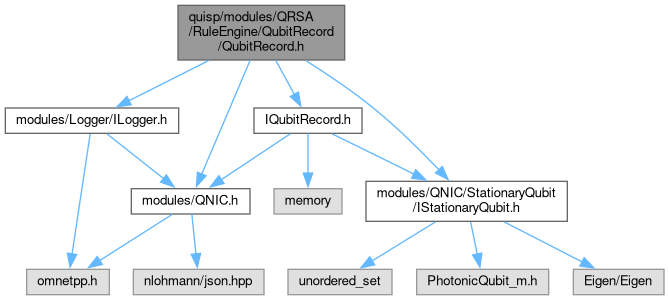 quisp/modules/QRSA
/RuleEngine/QubitRecord
/QubitRecord.h
modules/Logger/ILogger.h
IQubitRecord.h
modules/QNIC.h
memory
modules/QNIC/StationaryQubit
/IStationaryQubit.h
omnetpp.h
nlohmann/json.hpp
unordered_set
PhotonicQubit_m.h
Eigen/Eigen